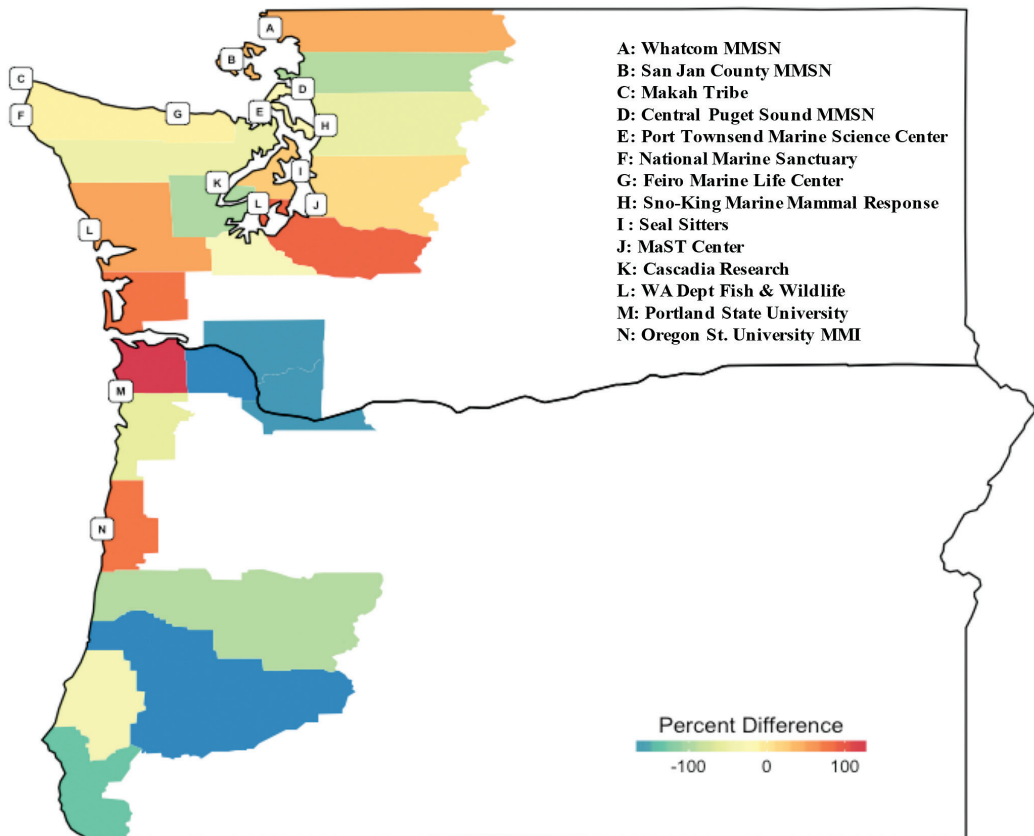 A
B
C
D
F
G
E
H
K
I
L
J
L
M
N
A: Whatcom MMSN
B: San Jan County MMSN
C: Makah Tribe
D: Central Puget Sound MMSN
E: Port Townsend Marine Science Center
F: National Marine Sanctuary
G: Feiro Marine Life Center
H: Sno-King Marine Mammal Response
I : Seal Sitters
J: MaST Center
K: Cascadia Research
L: WA Dept Fish & Wildlife
M: Portland State University
N: Oregon St. University MMI
Percent Difference
-100 0 100